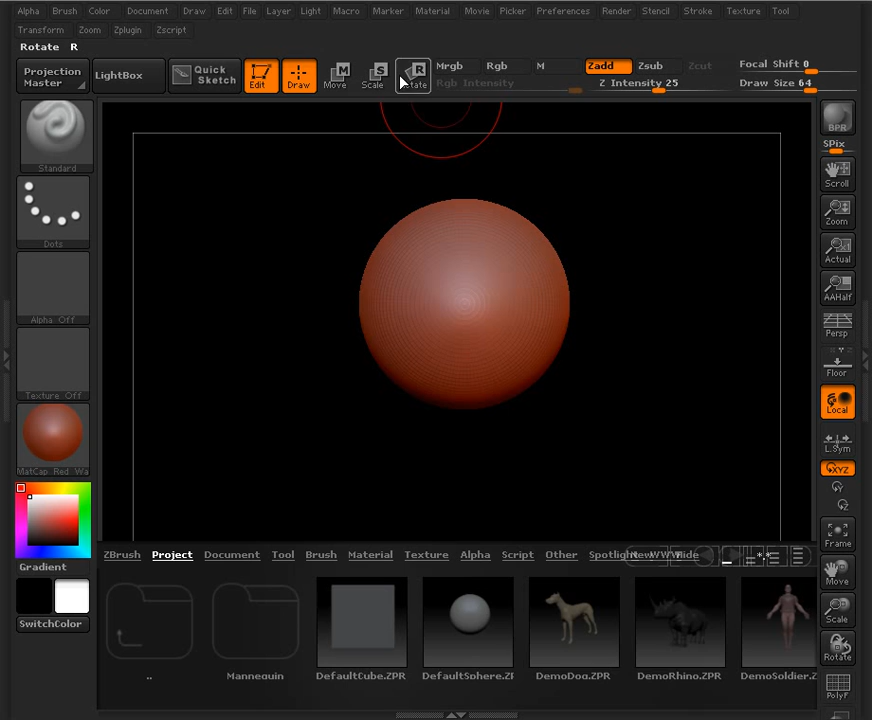 Alpha Brush Color Document Draw Edit File Layer Light Macro Marker Material Movie Picker Preferences Render Stencil Stroke Texture Tool
Transform Zoom Zplugin Zscript
Rotate R
Projection Master
LightBox
Quick Sketch
Edit
Draw
Move
Scale
Mrgb Rgb M
Rgb Intensity
Zadd Zsub Zcut
Z Intensity 25
Focal Shift 0
Draw Size 64
Standard
Dots
Alpha Off
Texture Off
MatCap Red Wa
Gradient
SwitchColor
BPR
SPix
Scroll
Zoom
Actual
AAHalf
Persp
Floor
Local
L.Sym
XYZ
Y
Z
Frame
Move
Scale
Rotate
PolyF
ZBrush Project Document Tool Brush Material Texture Alpha Script Other Spotlight
..
Mannequin
DefaultCube.ZPR
DefaultSphere.ZF
DemoDog.ZPR
DemoRhino.ZPR
DemoSoldier.Z